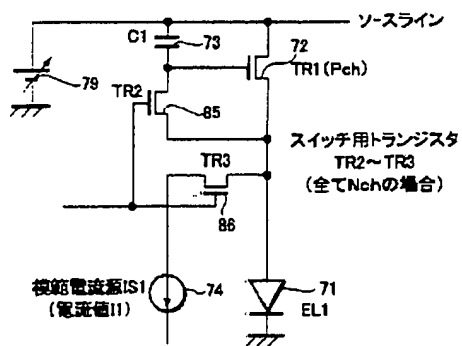 ソースライン
C1
73
72
TR1(Pch)
79
TR2
85
スイッチ用トランジスタ
TR2~TR3
(全てNchの場合)
TR3
86
模範電流源IS1
(電流値I1)
74
71
EL1